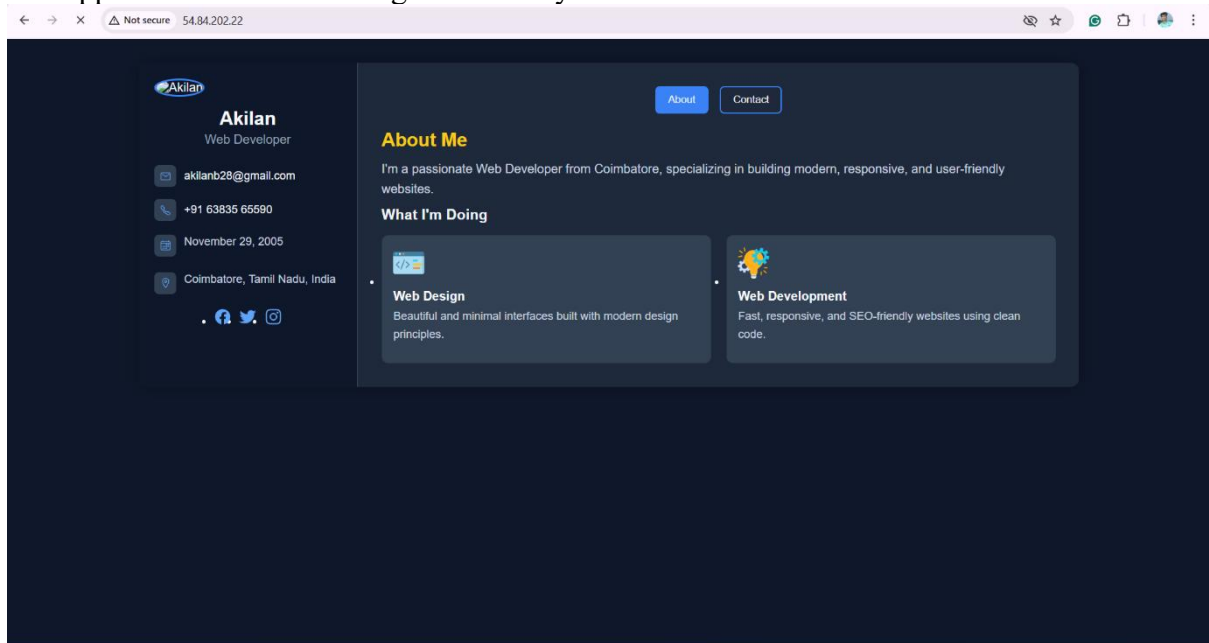 Not secure
54.84.202.22
Akilan
Akilan
Web Developer
akilanb28@gmail.com
+91 63835 65590
November 29, 2005
Coimbatore, Tamil Nadu, India
About
Contact
About Me
I'm a passionate Web Developer from Coimbatore, specializing in building modern, responsive, and user-friendly
websites.
What I'm Doing
Web Design
Beautiful and minimal interfaces built with modern design
principles.
Web Development
Fast, responsive, and SEO-friendly websites using clean
code.